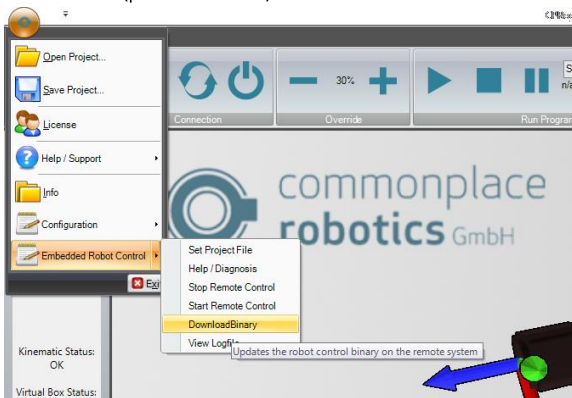 Open Project...
Save Project...
License
Help / Support
Info
Configuration
Embedded Robot Control
Exit
Connection
30%
Override
n/a
Run Program
commonplace
robotics GmbH
Set Project File
Help / Diagnosis
Stop Remote Control
Start Remote Control
DownloadBinary
View Logfile
Updates the robot control binary on the remote system
Kinematic Status:
OK
Virtual Box Status: